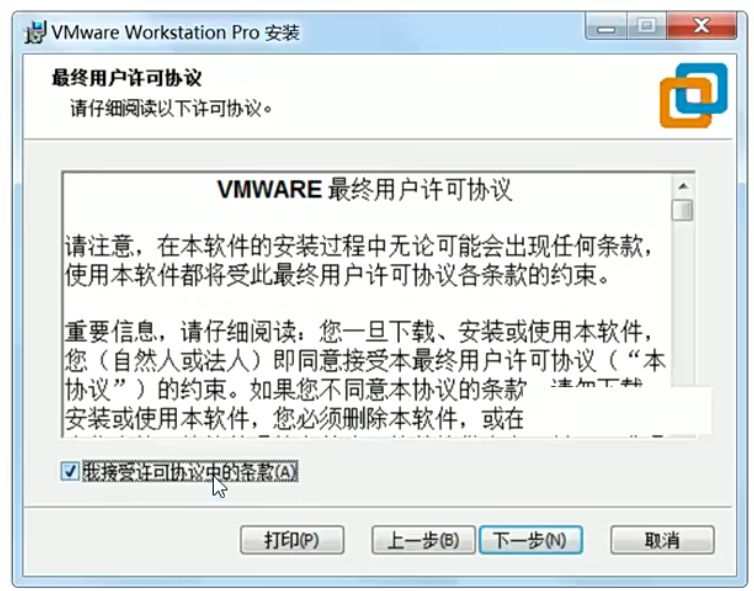 VMware Workstation Pro 安装
最终用户许可协议
请仔细阅读以下许可协议。
VMWARE 最终用户许可协议
请注意，在本软件的安装过程中无论可能会出现任何条款，
使用本软件都将受此最终用户许可协议各条款的约束。
重要信息，请仔细阅读：您一旦下载、安装或使用本软件，
您（自然人或法人）即同意接受本最终用户许可协议（“本
协议”）的约束。如果您不同意本协议的条款
安装或使用本软件，您必须删除本软件，或在
我接受许可协议中的条款(A)
打印(P)
上一步(B)
下一步(N)
取消